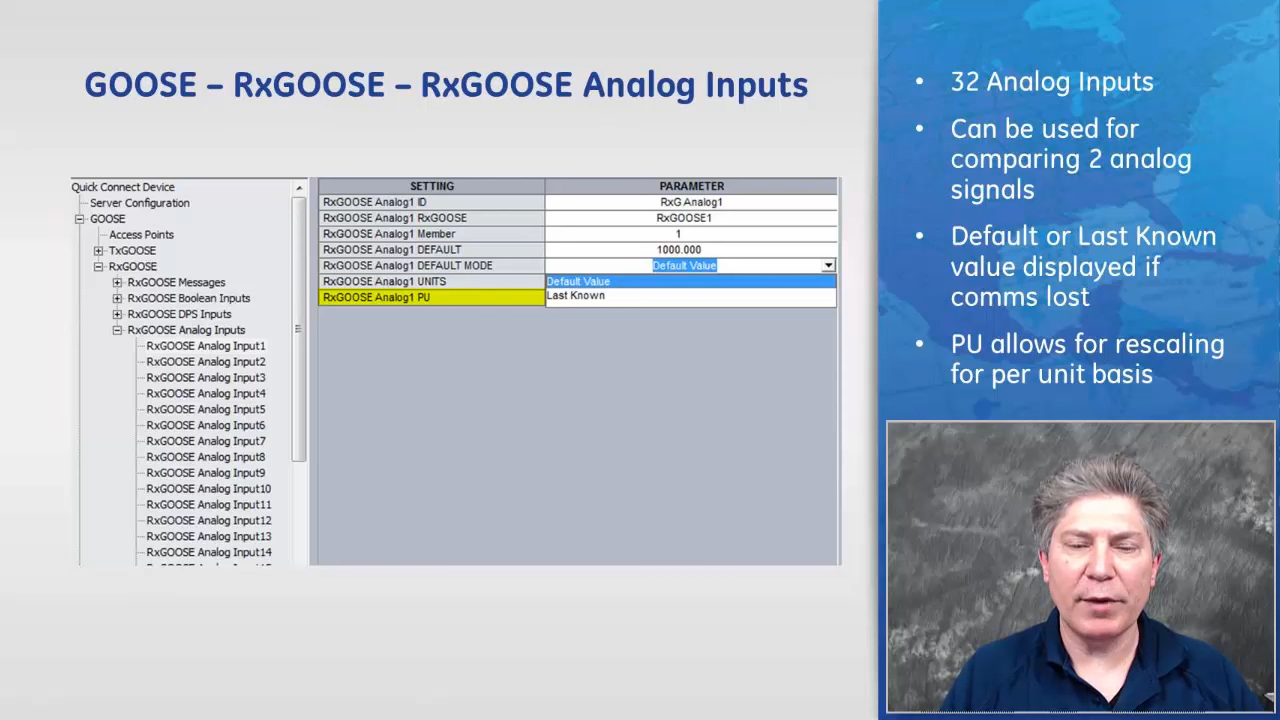 GOOSE – RxGOOSE – RxGOOSE Analog Inputs
Quick Connect Device
Server Configuration
GOOSE
Access Points
TxGOOSE
RxGOOSE
RxGOOSE Messages
RxGOOSE Boolean Inputs
RxGOOSE DPS Inputs
RxGOOSE Analog Inputs
RxGOOSE Analog Input1
RxGOOSE Analog Input2
RxGOOSE Analog Input3
RxGOOSE Analog Input4
RxGOOSE Analog Input5
RxGOOSE Analog Input6
RxGOOSE Analog Input7
RxGOOSE Analog Input8
RxGOOSE Analog Input9
RxGOOSE Analog Input10
RxGOOSE Analog Input11
RxGOOSE Analog Input12
RxGOOSE Analog Input13
RxGOOSE Analog Input14
SETTING PARAMETER
RxGOOSE Analog1 ID RxG Analog1
RxGOOSE Analog1 RxGOOSE RxGOOSE1
RxGOOSE Analog1 Member 1
RxGOOSE Analog1 DEFAULT 1000.000
RxGOOSE Analog1 DEFAULT MODE Default Value
RxGOOSE Analog1 UNITS Default Value
RxGOOSE Analog1 PU Last Known
• 32 Analog Inputs
• Can be used for
comparing 2 analog
signals
• Default or Last Known
value displayed if
comms lost
• PU allows for rescaling
for per unit basis